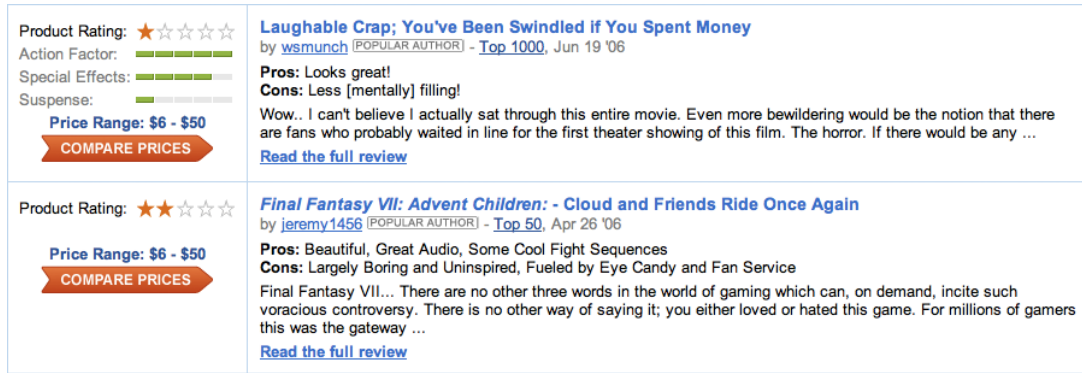 Product Rating:
Action Factor:
Special Effects:
Suspense:
Price Range: $6 - $50
COMPARE PRICES
Laughable Crap; You've Been Swindled if You Spent Money
by wsmunch POPULAR AUTHOR - Top 1000, Jun 19 '06
Pros: Looks great!
Cons: Less [mentally] filling!
Wow.. I can't believe I actually sat through this entire movie. Even more bewildering would be the notion that there
are fans who probably waited in line for the first theater showing of this film. The horror. If there would be any ...
Read the full review
Product Rating:
Price Range: $6 - $50
COMPARE PRICES
Final Fantasy VII: Advent Children: - Cloud and Friends Ride Once Again
by jeremy1456 POPULAR AUTHOR - Top 50, Apr 26 '06
Pros: Beautiful, Great Audio, Some Cool Fight Sequences
Cons: Largely Boring and Uninspired, Fueled by Eye Candy and Fan Service
Final Fantasy VII... There are no other three words in the world of gaming which can, on demand, incite such
voracious controversy. There is no other way of saying it; you either loved or hated this game. For millions of gamers
this was the gateway ...
Read the full review